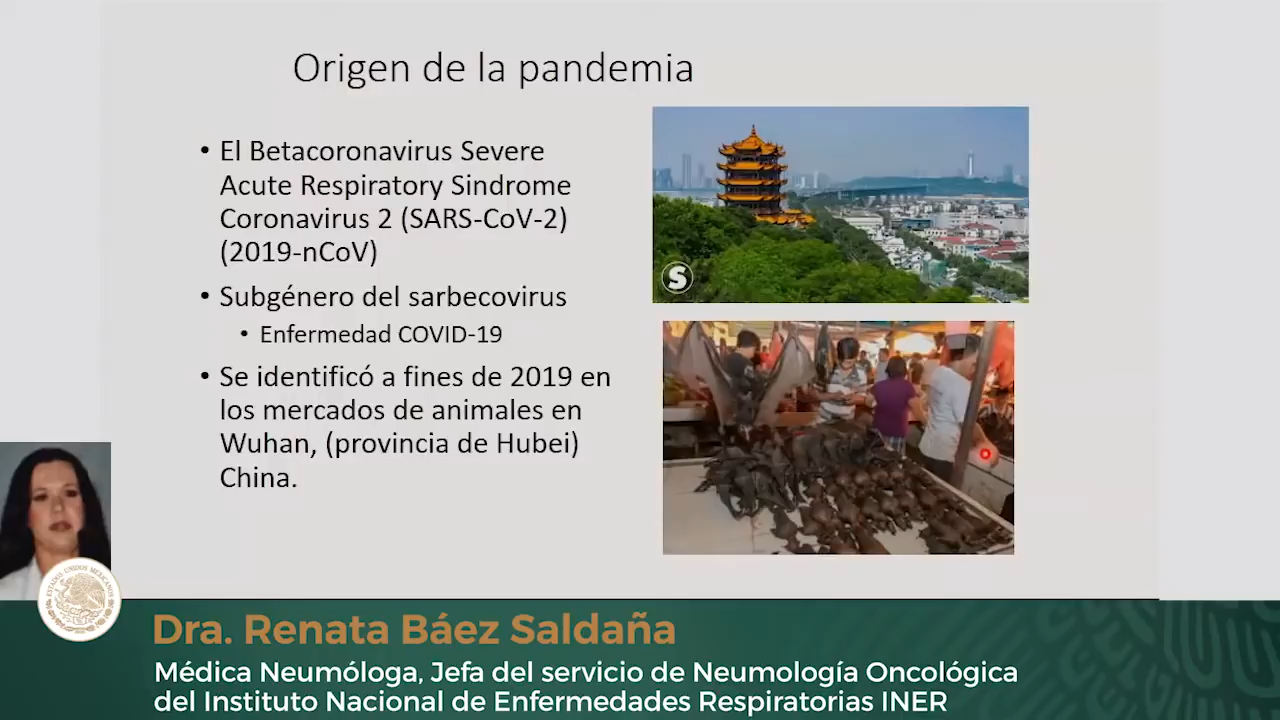 Origen de la pandemia
• El Betacoronavirus Severe
Acute Respiratory Sindrome
Coronavirus 2 (SARS-CoV-2)
(2019-nCoV)
• Subgénero del sarbecovirus
• Enfermedad COVID-19
• Se identificó a fines de 2019 en
los mercados de animales en
Wuhan, (provincia de Hubei)
China.
S
ESTADOS UNIDOS MEXICANOS
Dra. Renata Báez Saldaña
Médica Neumóloga, Jefa del servicio de Neumología Oncológica
del Instituto Nacional de Enfermedades Respiratorias INER